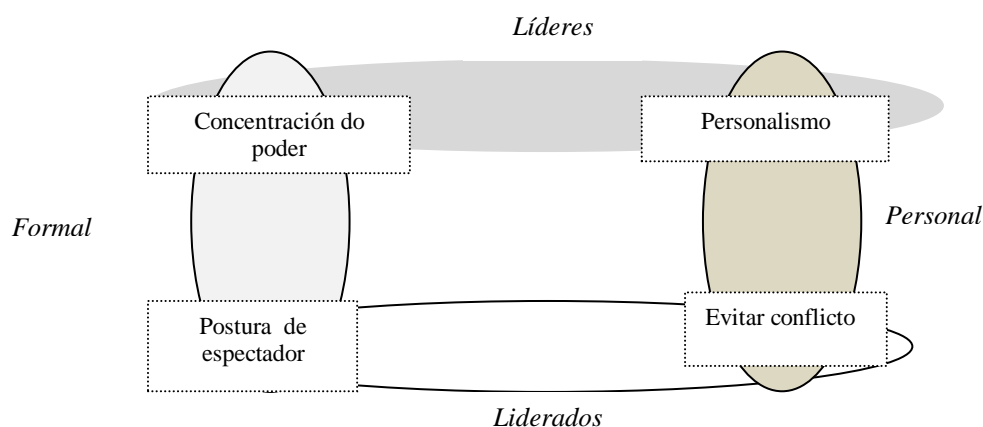 Líderes
Concentración do
poder
Personalismo
Formal
Personal
Postura de
espectador
Evitar conflicto
Liderados